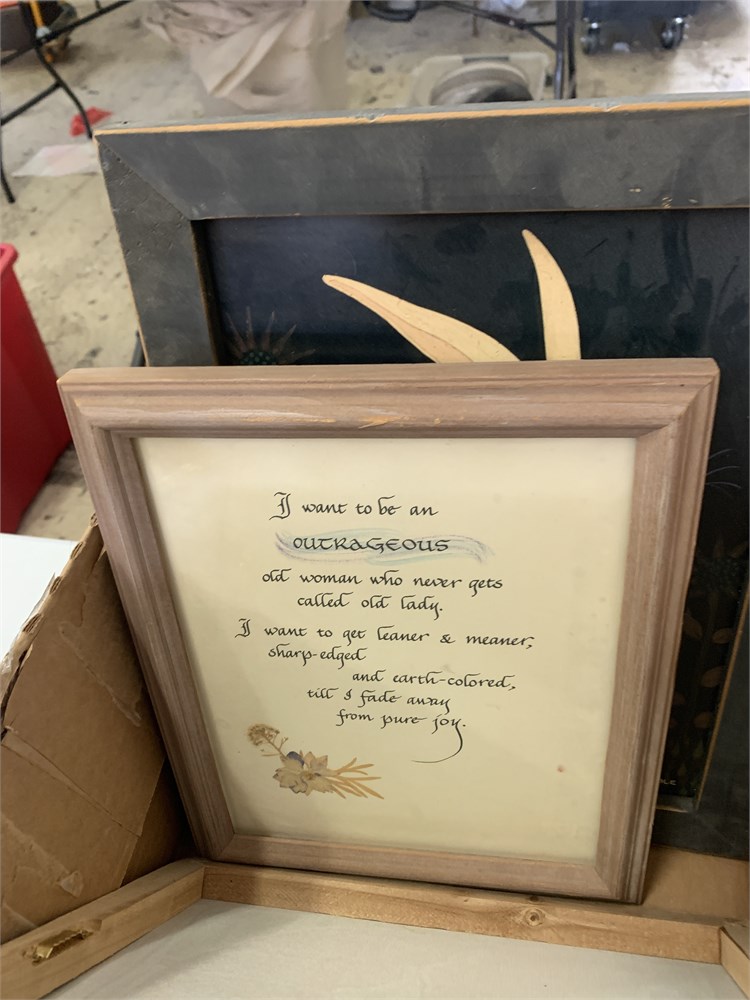 I want to be an
OUTRAGEOUS
old woman who never gets
called old lady.
I want to get leaner & meaner,
sharp-edged
and earth-colored,
till I fade away
from pure joy.